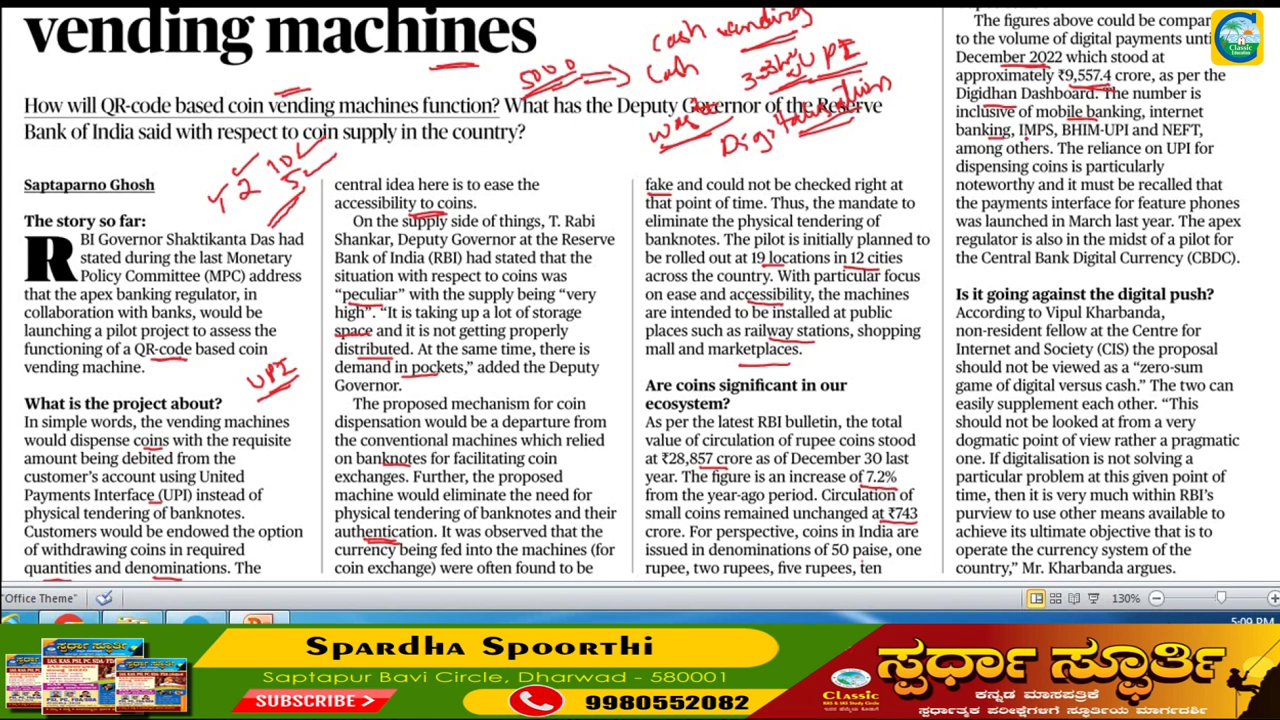 vending machines
How will QR-code based coin vending machines function? What has the Deputy Governor of the Reserve
Bank of India said with respect to coin supply in the country?
5000
Cash vending
Cash
UPI
Digitalisation
2
10
5
UPI
Saptaparno Ghosh
The story so far:
RBI Governor Shaktikanta Das had
stated during the last Monetary
Policy Committee (MPC) address
that the apex banking regulator, in
collaboration with banks, would be
launching a pilot project to assess the
functioning of a QR-code based coin
vending machine.
What is the project about?
In simple words, the vending machines
would dispense coins with the requisite
amount being debited from the
customer's account using United
Payments Interface (UPI) instead of
physical tendering of banknotes.
Customers would be endowed the option
of withdrawing coins in required
quantities and denominations. The
central idea here is to ease the
accessibility to coins.
On the supply side of things, T. Rabi
Shankar, Deputy Governor at the Reserve
Bank of India (RBI) had stated that the
situation with respect to coins was
"peculiar" with the supply being "very
high". "It is taking up a lot of storage
space and it is not getting properly
distributed. At the same time, there is
demand in pockets," added the Deputy
Governor.
The proposed mechanism for coin
dispensation would be a departure from
the conventional machines which relied
on banknotes for facilitating coin
exchanges. Further, the proposed
machine would eliminate the need for
physical tendering of banknotes and their
authentication. It was observed that the
currency being fed into the machines (for
coin exchange) were often found to be
fake and could not be checked right at
that point of time. Thus, the mandate to
eliminate the physical tendering of
banknotes. The pilot is initially planned to
be rolled out at 19 locations in 12 cities
across the country. With particular focus
on ease and accessibility, the machines
are intended to be installed at public
places such as railway stations, shopping
mall and marketplaces.
Are coins significant in our
ecosystem?
As per the latest RBI bulletin, the total
value of circulation of rupee coins stood
at ₹28,857 crore as of December 30 last
year. The figure is an increase of 7.2%
from the year-ago period. Circulation of
small coins remained unchanged at ₹743
crore. For perspective, coins in India are
issued in denominations of 50 paise, one
rupee, two rupees, five rupees, ten
The figures above could be compar
to the volume of digital payments unti
December 2022 which stood at
approximately ₹9,557.4 crore, as per the
Digidhan Dashboard. The number is
inclusive of mobile banking, internet
banking, IMPS, BHIM-UPI and NEFT,
among others. The reliance on UPI for
dispensing coins is particularly
noteworthy and it must be recalled that
the payments interface for feature phones
was launched in March last year. The apex
regulator is also in the midst of a pilot for
the Central Bank Digital Currency (CBDC).
Is it going against the digital push?
According to Vipul Kharbanda,
non-resident fellow at the Centre for
Internet and Society (CIS) the proposal
should not be viewed as a "zero-sum
game of digital versus cash." The two can
easily supplement each other. "This
should not be looked at from a very
dogmatic point of view rather a pragmatic
one. If digitalisation is not solving a
particular problem at this given point of
time, then it is very much within RBI's
purview to use other means available to
achieve its ultimate objective that is to
operate the currency system of the
country," Mr. Kharbanda argues.
Classic
Education
"Office Theme"
130%
5:09 PM
Spardha Spoorthi
Saptapur Bavi Circle, Dharwad - 580001
SUBSCRIBE
9980552082
Classic
KAS & IAS Study Circle
ಸ್ಪರ್ಧಾ ಸ್ಫೂರ್ತಿ
ಕನ್ನಡ ಮಾಸಪತ್ರಿಕೆ
ಸ್ಪರ್ಧಾತ್ಮಕ ಪರೀಕ್ಷೆಗಳಿಗೆ ಸ್ಫೂರ್ತಿಯ ಮಾರ್ಗದರ್ಶಿ